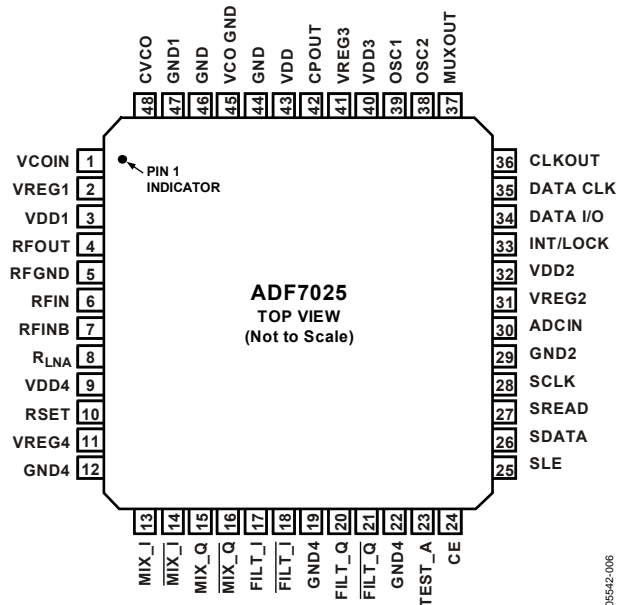 CVCO
GND1
GND
VCO GND
GND
VDD
CPOUT
VREG3
VDD3
OSC1
OSC2
MUXOUT
48
47
46
45
44
43
42
41
40
39
38
37
VCOIN 1
VREG1 2
VDD1 3
RFOUT 4
RFGND 5
RFIN 6
RFINB 7
RLNA 8
VDD4 9
RSET 10
VREG4 11
GND4 12
PIN 1
INDICATOR
ADF7025
TOP VIEW
(Not to Scale)
36 CLKOUT
35 DATA CLK
34 DATA I/O
33 INT/LOCK
32 VDD2
31 VREG2
30 ADCIN
29 GND2
28 SCLK
27 SREAD
26 SDATA
25 SLE
13
14
15
16
17
18
19
20
21
22
23
24
MIX_I
MIX_I
MIX_Q
MIX_Q
FILT_I
FILT_I
GND4
FILT_Q
FILT_Q
GND4
TEST_A
CE
05542-006